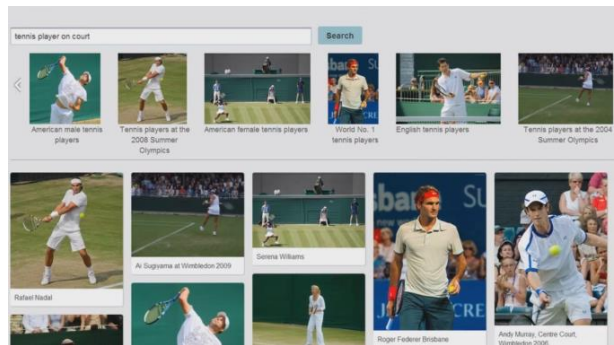 tennis player on court
Search
American male tennis
players
Tennis players at the
2008 Summer
Olympics
American female tennis players
World No. 1
tennis players
English tennis players
Tennis players at the 2004
Summer Olympics
Rafael Nadal
Ai Sugiyama at Wimbledon 2009
Serena Williams
Roger Federer Brisbane
Andy Murray, Centre Court,
Wimbledon 2006